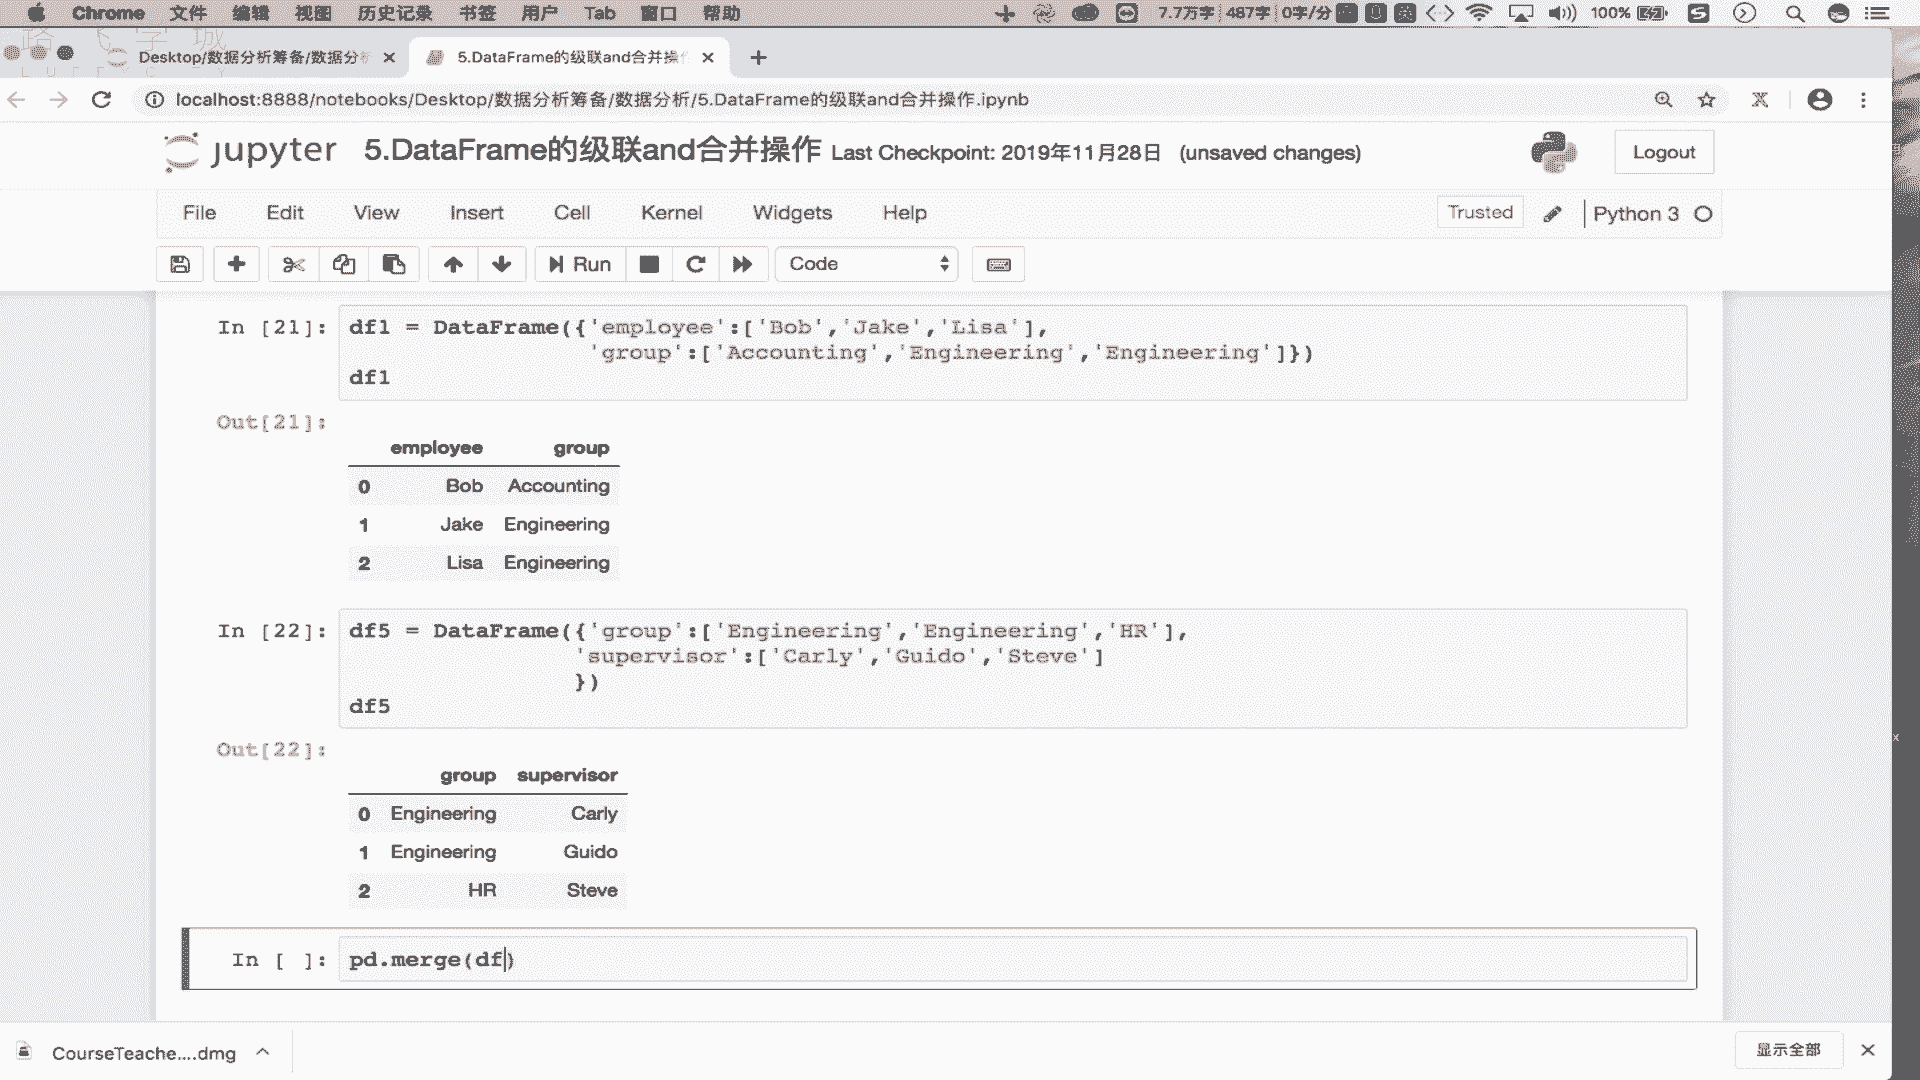 Chrome 文件 编辑 视图 历史记录 书签 用户 Tab 窗口 帮助 7.7万字 487字 0字/分 100%
Desktop/数据分析筹备/数据分析
5.DataFrame的级联and合并操作
localhost:8888/notebooks/Desktop/数据分析筹备/数据分析/5.DataFrame的级联and合并操作.ipynb
jupyter 5.DataFrame的级联and合并操作 Last Checkpoint: 2019年11月28日 (unsaved changes)
Logout
File Edit View Insert Cell Kernel Widgets Help Trusted Python 3
Run Code
In [21]: df1 = DataFrame({'employee':['Bob','Jake','Lisa'],
'group':['Accounting','Engineering','Engineering']})
df1
Out[21]:
employee group
0 Bob Accounting
1 Jake Engineering
2 Lisa Engineering
In [22]: df5 = DataFrame({'group':['Engineering','Engineering','HR'],
'supervisor':['Carly','Guido','Steve']
})
df5
Out[22]:
group supervisor
0 Engineering Carly
1 Engineering Guido
2 HR Steve
In [ ]: pd.merge(df)
CourseTeache....dmg
显示全部